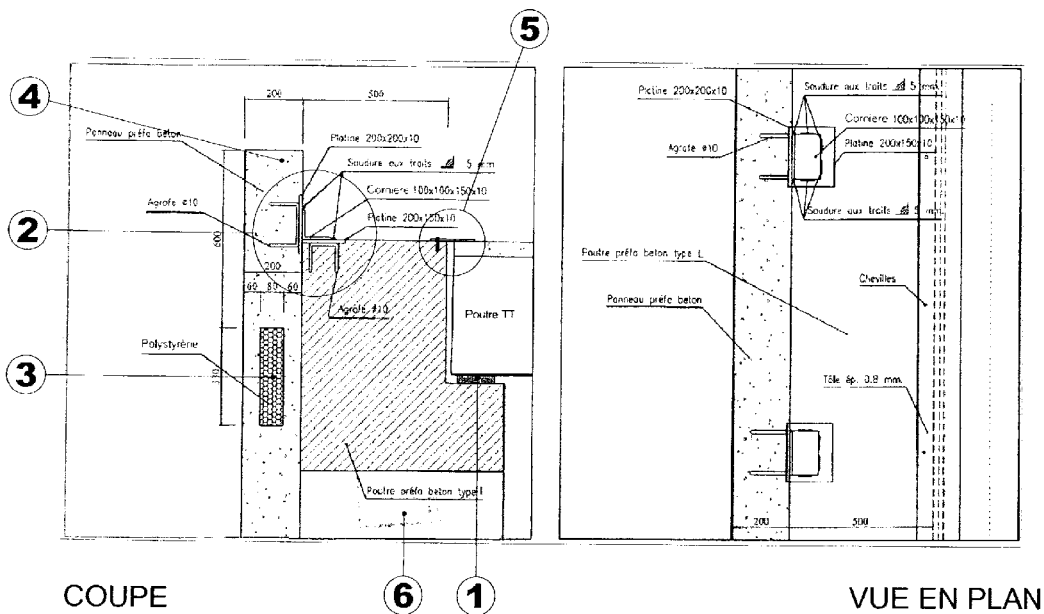 5
4
200
500
Panneau préfa béton
Platine 200x200x10
Soudure aux traits 5 mm
Cornière 100x100x150x10
Platine 200x150x10
Agrafe ø10
2
600
200
60 80 60
Agrafe ø10
Poutre TT
Polystyrène
3
Poutre préfa beton type
6
1
COUPE
Platine 200x200x10
Soudure aux traits 5 mm
Cornière 100x100x150x10
Agrafe ø10
Platine 200x150x10
Soudure aux traits 5 mm
Poutre préfa beton type L
Chevilles
Panneau préfa beton
Tôle ép. 0.8 mm.
200
500
VUE EN PLAN